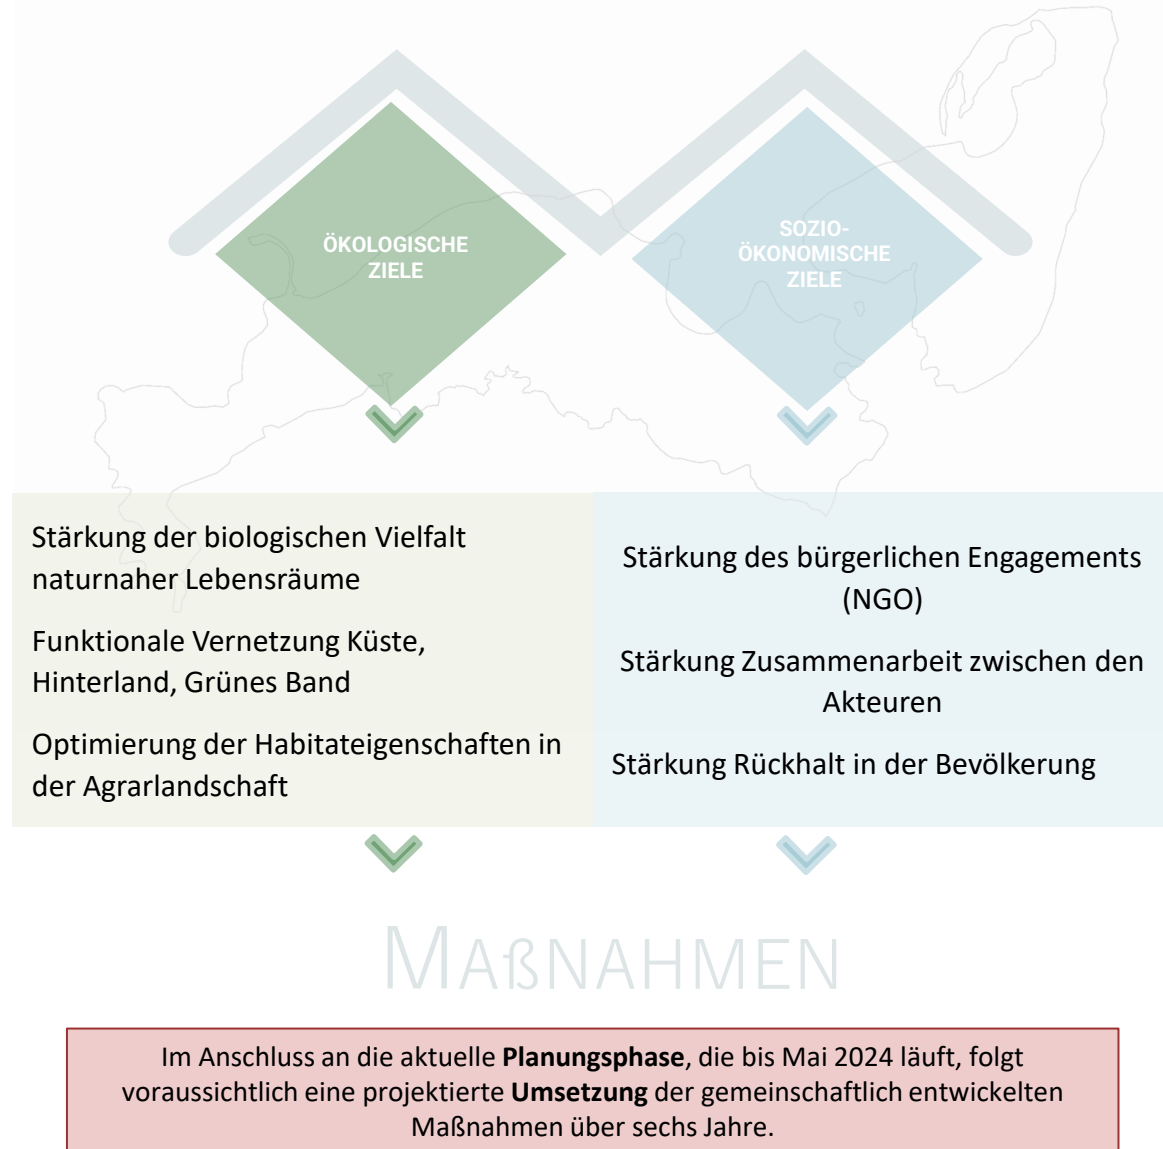 ÖKOLOGISCHE
ZIELE
SOZIO-
ÖKONOMISCHE
ZIELE
Stärkung der biologischen Vielfalt
naturnaher Lebensräume
Funktionale Vernetzung Küste,
Hinterland, Grünes Band
Optimierung der Habitateigenschaften in
der Agrarlandschaft
Stärkung des bürgerlichen Engagements
(NGO)
Stärkung Zusammenarbeit zwischen den
Akteuren
Stärkung Rückhalt in der Bevölkerung
MAßNAHMEN
Im Anschluss an die aktuelle Planungsphase, die bis Mai 2024 läuft, folgt
voraussichtlich eine projektierte Umsetzung der gemeinschaftlich entwickelten
Maßnahmen über sechs Jahre.